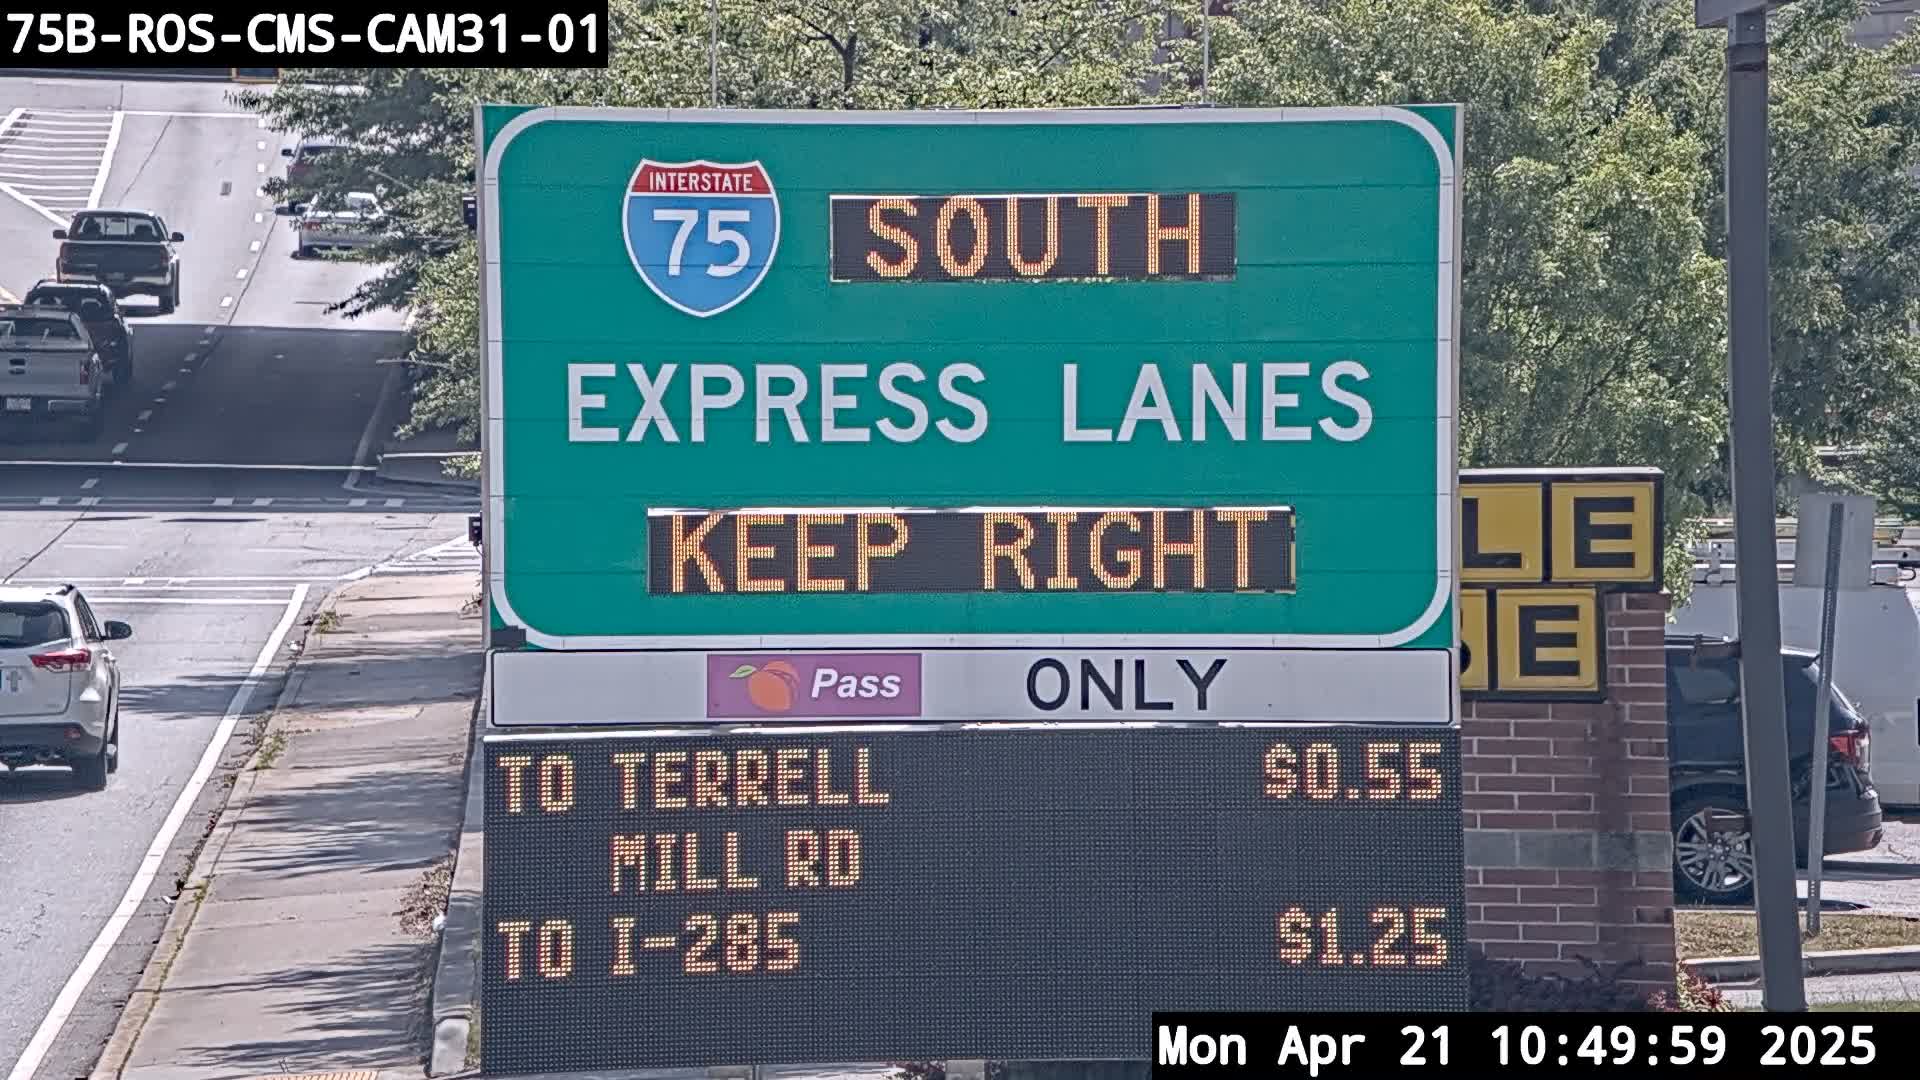 75B-ROS-CMS-CAM31-01
INTERSTATE
75
SOUTH
EXPRESS LANES
KEEP RIGHT
LE
E
Pass ONLY
TO TERRELL $0.55
MILL RD
TO I-285 $1.25
Mon Apr 21 10:49:59 2025